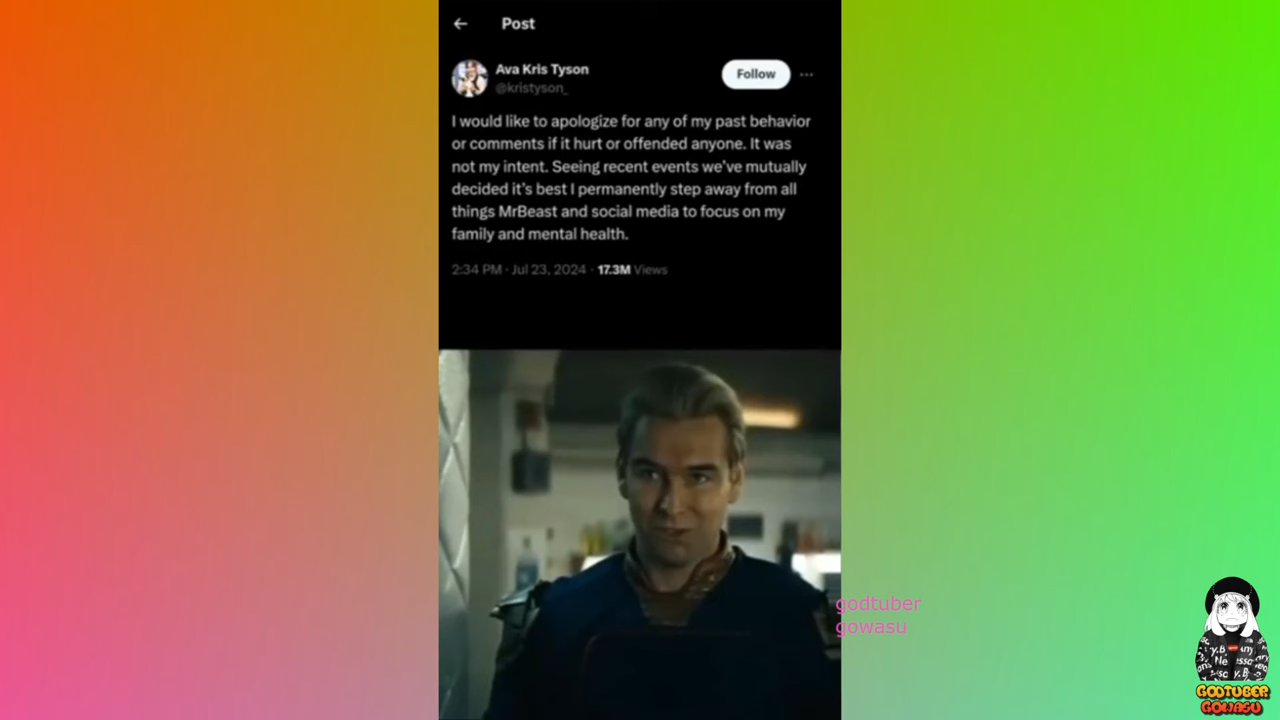 ← Post
Ava Kris Tyson
@kristyson_
Follow
I would like to apologize for any of my past behavior
or comments if it hurt or offended anyone. It was
not my intent. Seeing recent events we've mutually
decided it's best I permanently step away from all
things MrBeast and social media to focus on my
family and mental health.
2:34 PM · Jul 23, 2024 · 17.3M Views
godtuber
gowasu
GODTUBER
GOWASU